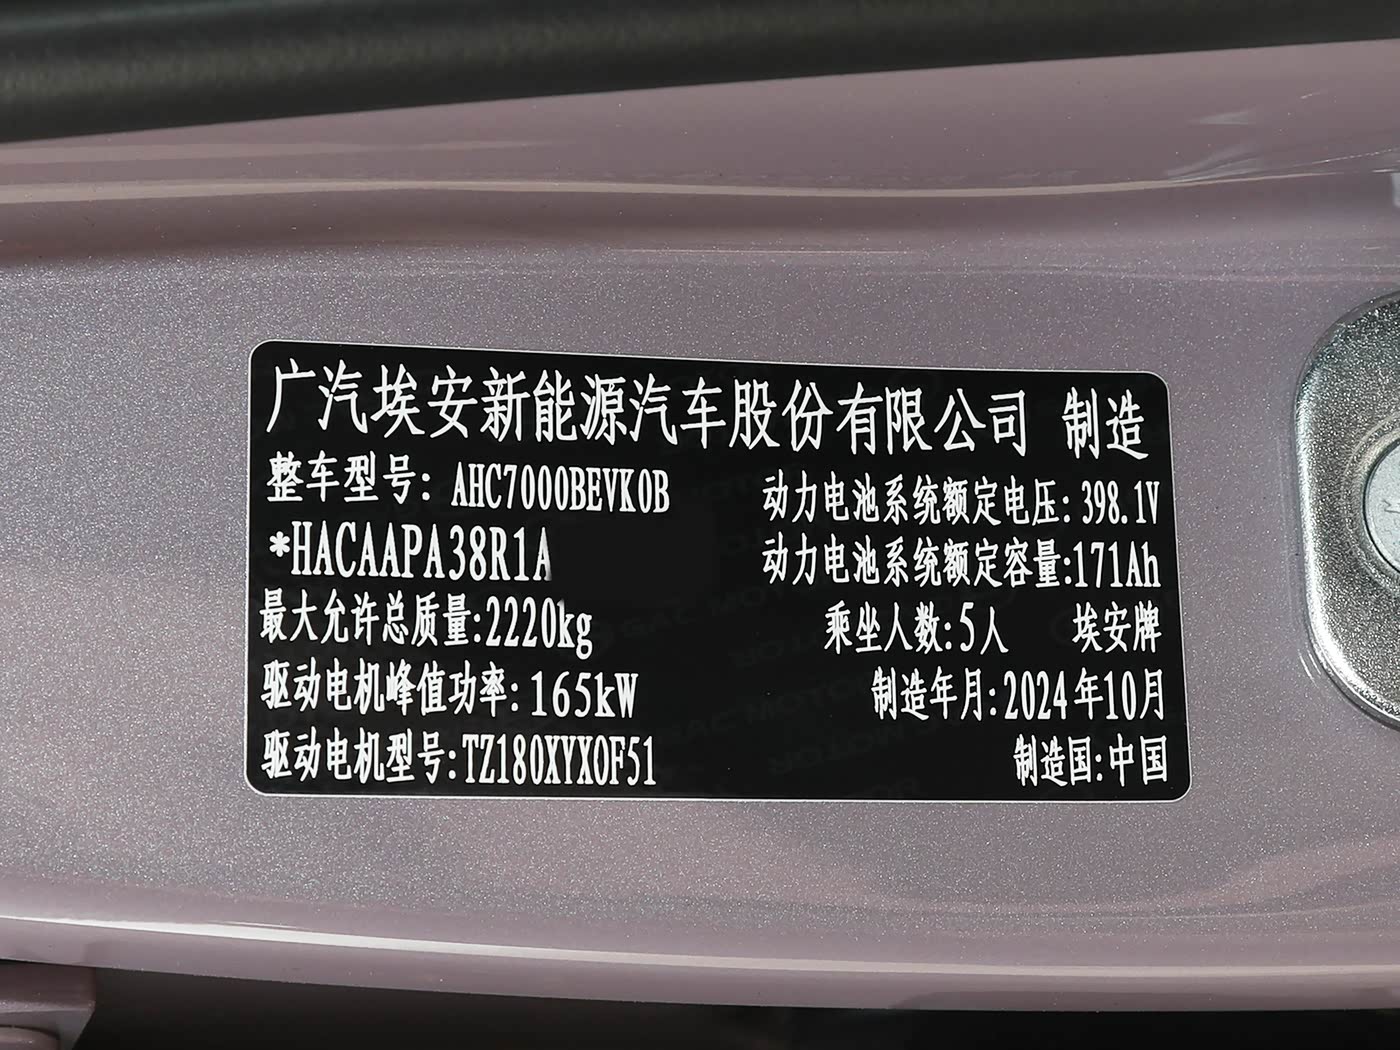 广汽埃安新能源汽车股份有限公司 制造
整车型号: AHC7000BEVK0B 动力电池系统额定电压: 398.1V
*HACAAPA38R1A 动力电池系统额定容量:171Ah
最大允许总质量:2220kg 乘坐人数:5人 埃安牌
驱动电机峰值功率: 165kW 制造年月:2024年10月
驱动电机型号:TZ180XYX0F51 制造国:中国